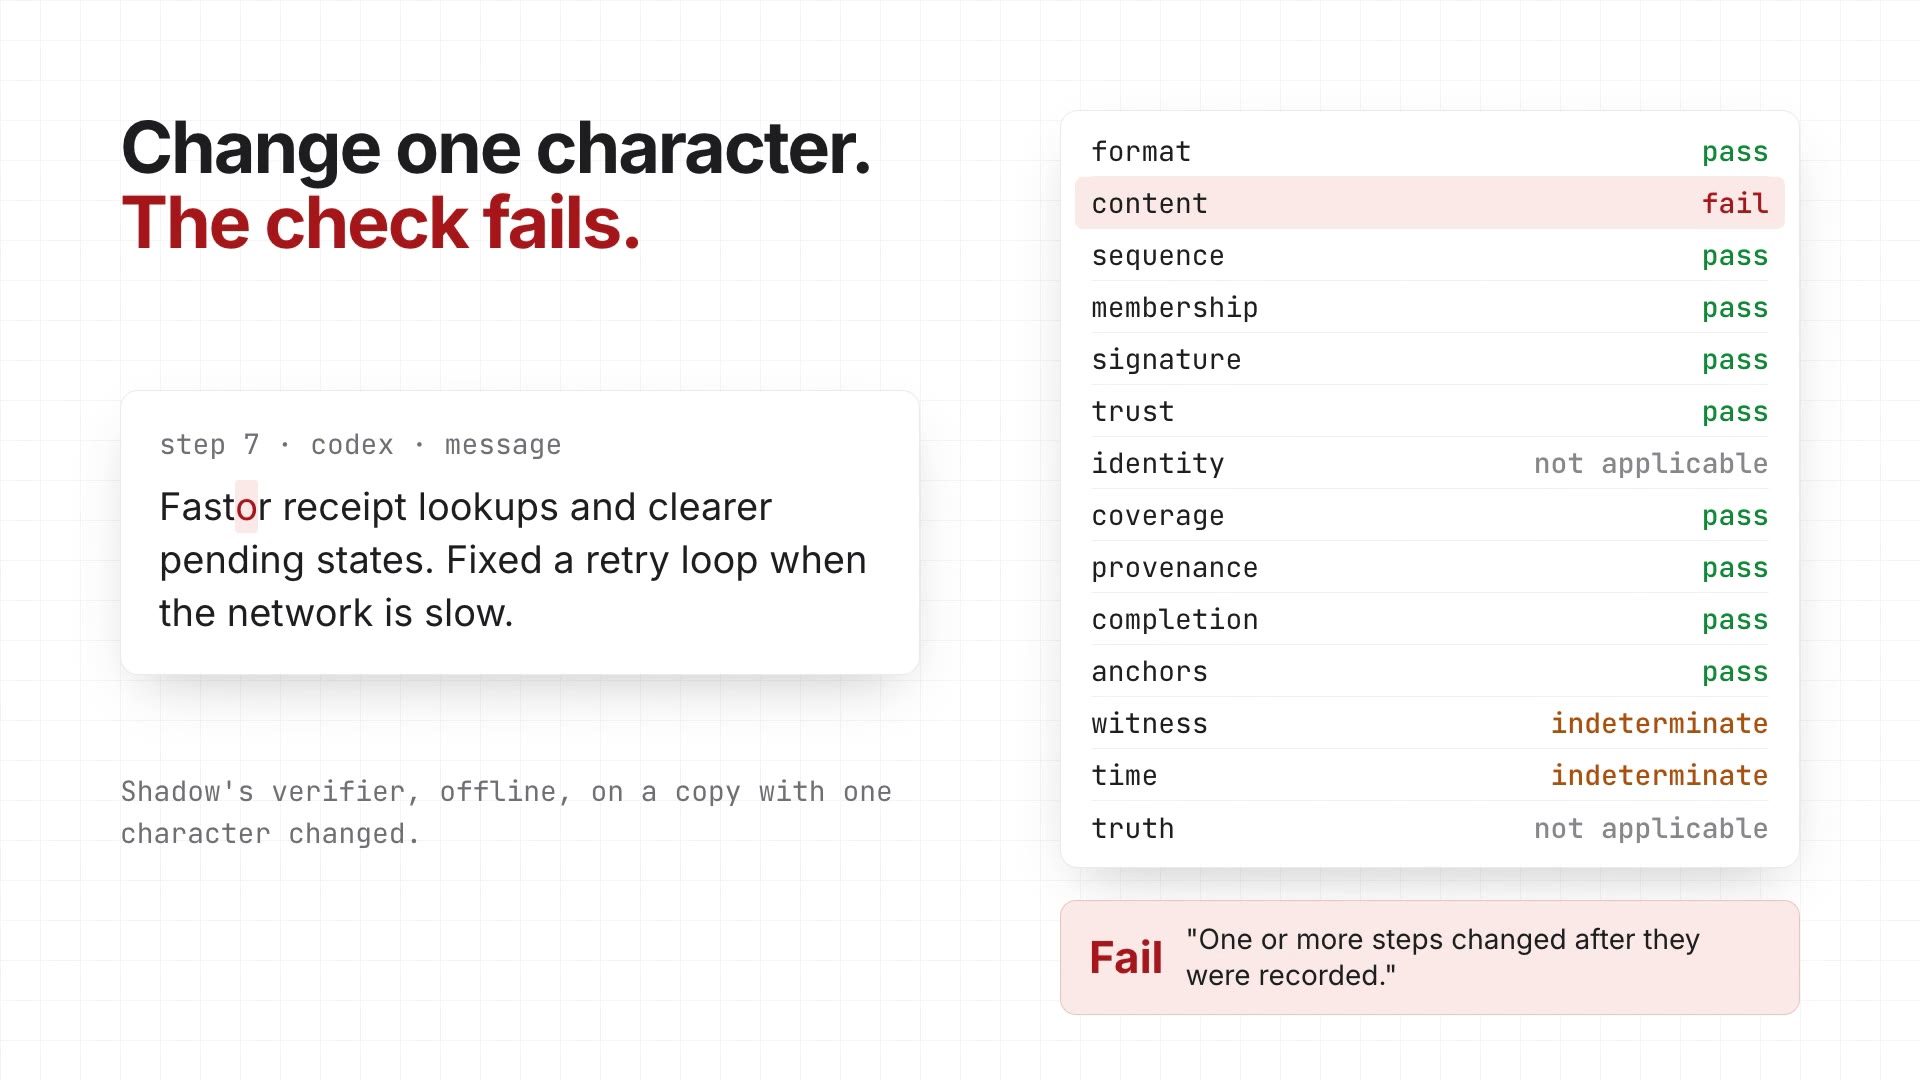 Change one character.
The check fails.
step 7 · codex · message
Fastor receipt lookups and clearer
pending states. Fixed a retry loop when
the network is slow.
Shadow's verifier, offline, on a copy with one
character changed.
format pass
content fail
sequence pass
membership pass
signature pass
trust pass
identity not applicable
coverage pass
provenance pass
completion pass
anchors pass
witness indeterminate
time indeterminate
truth not applicable
Fail "One or more steps changed after they
were recorded."